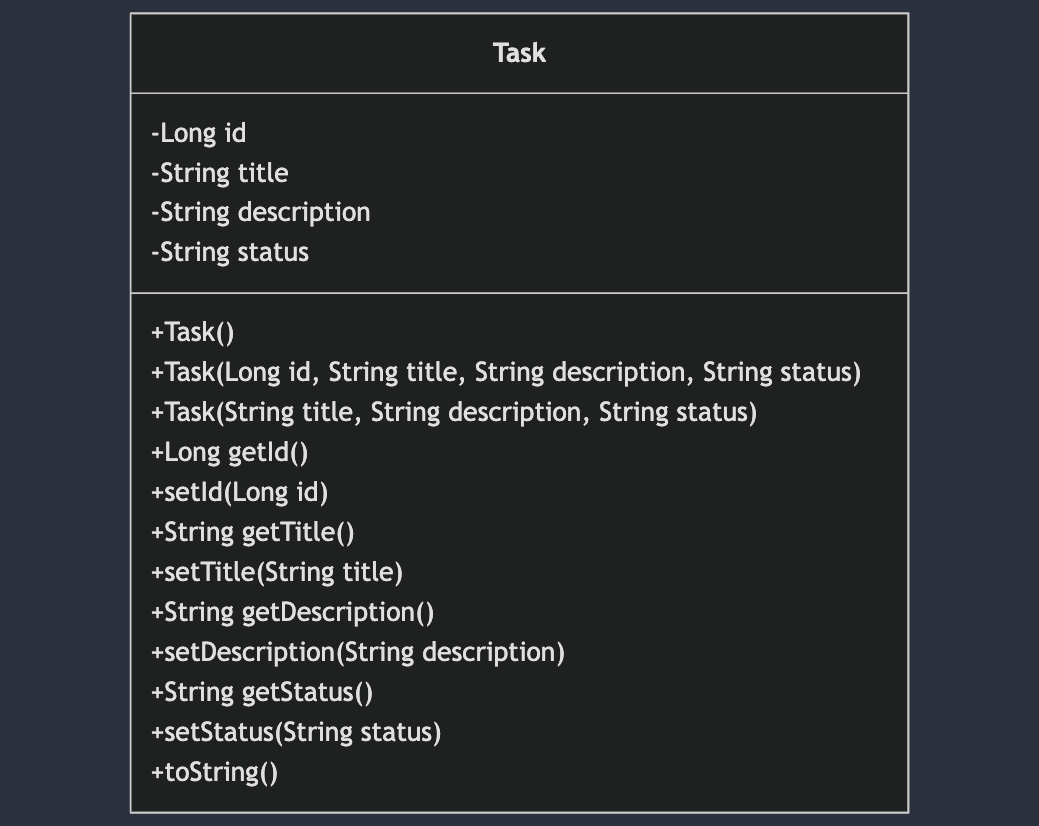 Task
-Long id
-String title
-String description
-String status
+Task()
+Task(Long id, String title, String description, String status)
+Task(String title, String description, String status)
+Long getId()
+setId(Long id)
+String getTitle()
+setTitle(String title)
+String getDescription()
+setDescription(String description)
+String getStatus()
+setStatus(String status)
+toString()